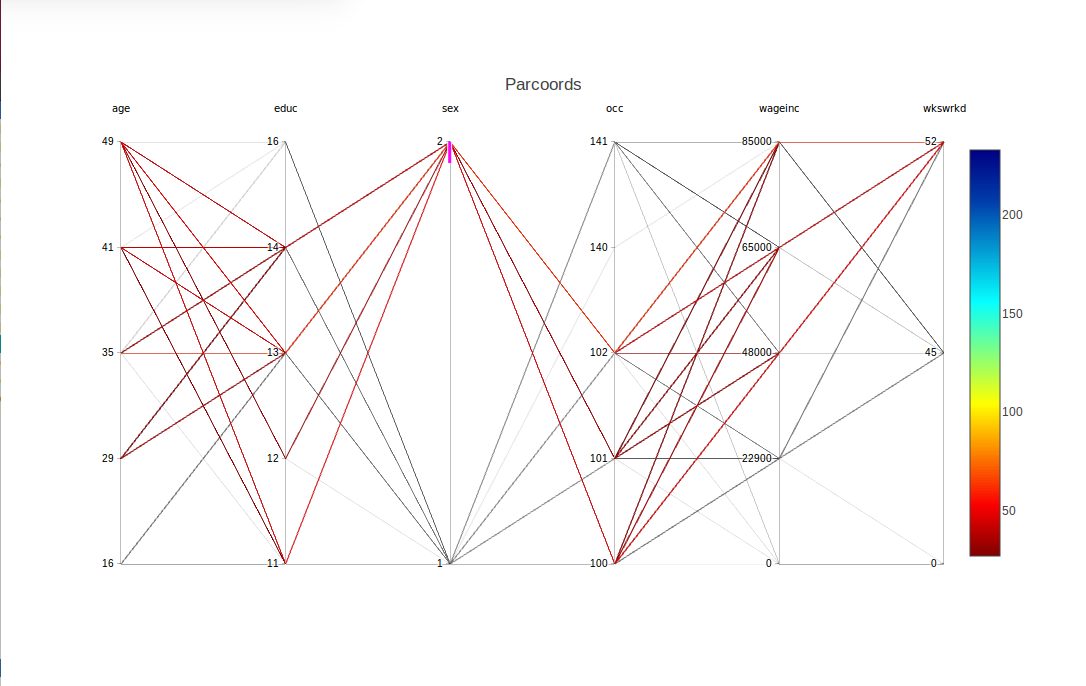 Parcoords
age educ sex occ wageinc wkswrkd
49 16 2 141 85000 52
200
41 14 140 65000
150
35 13 102 48000 45
100
29 12 101 22900
50
16 11 1 100 0 0